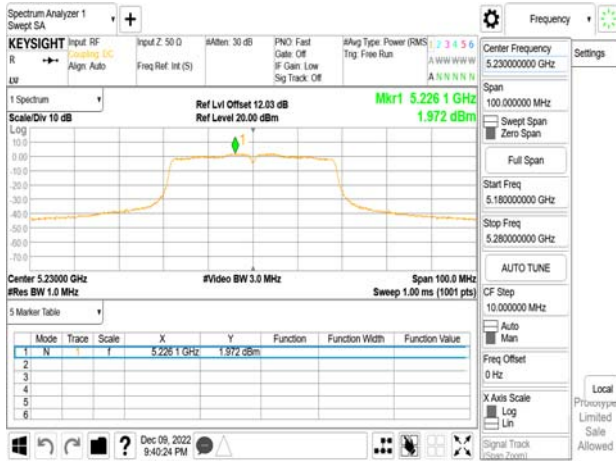 Spectrum Analyzer 1
Swept SA
+
Frequency
KEYSIGHT
Input: RF
Coupling: DC
Align: Auto
Input Z: 50 Ω
Freq Ref: Int (S)
#Atten: 30 dB
PNO: Fast
Gate: Off
IF Gain: Low
Sig Track: Off
#Avg Type: Power (RMS
Trig: Free Run
1 2 3 4 5 6
A W W W W W
A N N N N N
R
LXI
1 Spectrum
Scale/Div 10 dB
Ref Lvl Offset 12.03 dB
Ref Level 20.00 dBm
Mkr1 5.226 1 GHz
1.972 dBm
Log
10.0
0.00
-10.0
-20.0
-30.0
-40.0
-50.0
-60.0
-70.0
1
Center 5.23000 GHz
#Res BW 1.0 MHz
#Video BW 3.0 MHz
Span 100.0 MHz
Sweep 1.00 ms (1001 pts)
5 Marker Table
Mode Trace Scale X Y Function Function Width Function Value
1 N 1 f 5.226 1 GHz 1.972 dBm
2
3
4
5
6
?
Dec 09, 2022
9:40:24 PM
Center Frequency
5.230000000 GHz
Settings
Span
100.000000 MHz
Swept Span
Zero Span
Full Span
Start Freq
5.180000000 GHz
Stop Freq
5.280000000 GHz
AUTO TUNE
CF Step
10.000000 MHz
Auto
Man
Freq Offset
0 Hz
X Axis Scale
Log
Lin
Signal Track
(Span Zoom)
Local
Prototype
Limited
Sale
Allowed